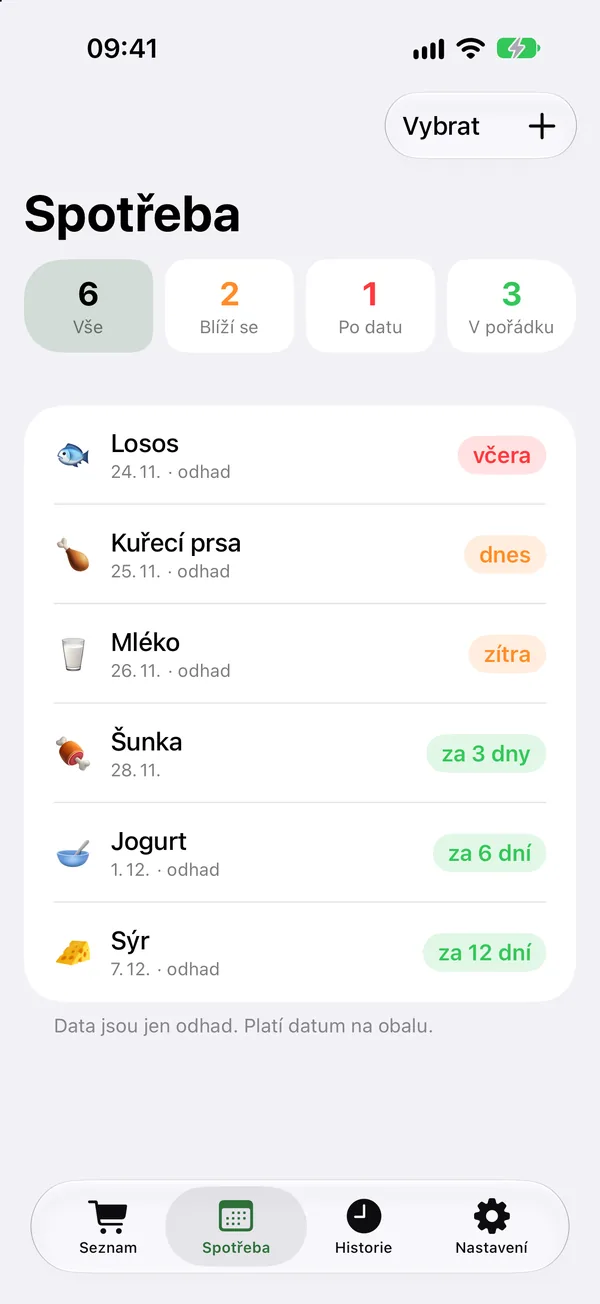 09:41
Vybrat
Spotřeba
6
Vše
2
Blíží se
1
Po datu
3
V pořádku
Losos
24. 11. · odhad
včera
Kuřecí prsa
25. 11. · odhad
dnes
Mléko
26. 11. · odhad
zítra
Šunka
28. 11.
za 3 dny
Jogurt
1. 12. · odhad
za 6 dní
Sýr
7. 12. · odhad
za 12 dní
Data jsou jen odhad. Platí datum na obalu.
Seznam
Spotřeba
Historie
Nastavení